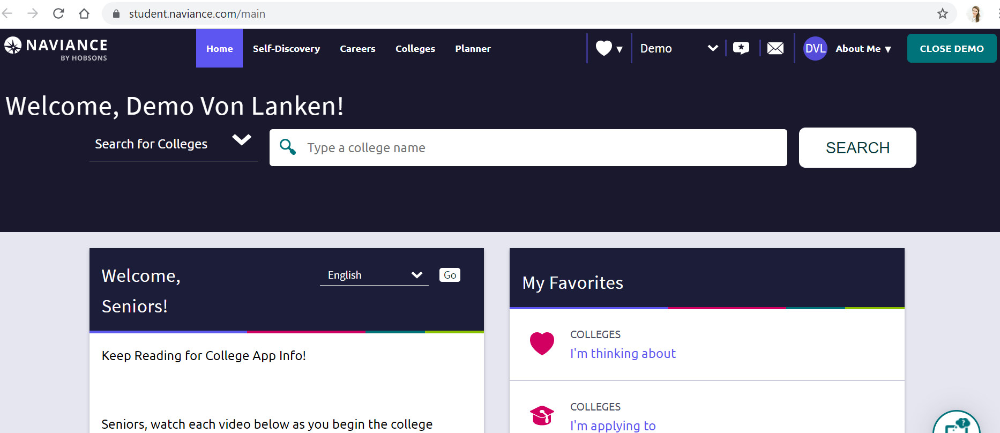 student.naviance.com/main
NAVIANCE
BY HOBSONS
Home Self-Discovery Careers Colleges Planner
▼ Demo DVL About Me ▼ CLOSE DEMO
Welcome, Demo Von Lanken!
Search for Colleges Type a college name SEARCH
Welcome,
Seniors!
English Go
Keep Reading for College App Info!
Seniors, watch each video below as you begin the college
My Favorites
COLLEGES
I'm thinking about
COLLEGES
I'm applying to
?